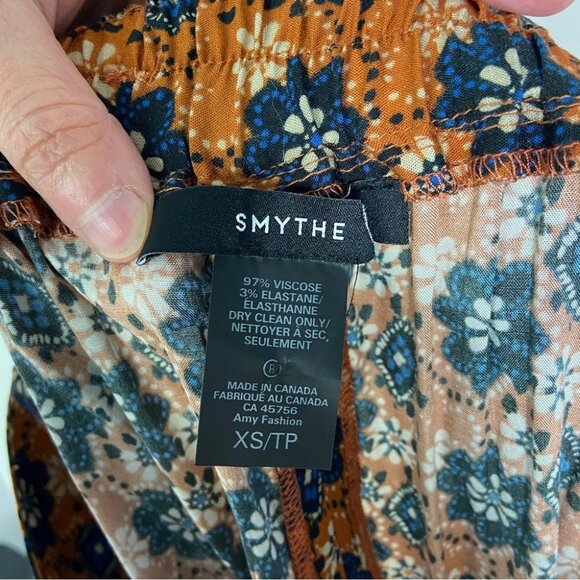 SMYTHE
97% VISCOSE
3% ELASTANE/
ELASTHANNE
DRY CLEAN ONLY/
NETTOYER À SEC,
SEULEMENT
MADE IN CANADA
FABRIQUÉ AU CANADA
CA 45756
Amy Fashion
XS/TP